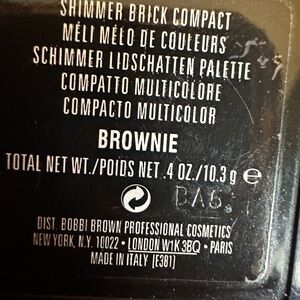 SHIMMER BRICK COMPACT
MÉLI MÉLO DE COULEURS
SCHIMMER LIDSCHATTEN PALETTE
COMPATTO MULTICOLORE
COMPACTO MULTICOLOR
BROWNIE
TOTAL NET WT./POIDS NET .4 OZ./10.3 g ℮
BA5
DIST. BOBBI BROWN PROFESSIONAL COSMETICS
NEW YORK, N.Y. 10022 • LONDON W1K 3BQ • PARIS
MADE IN ITALY [E381]